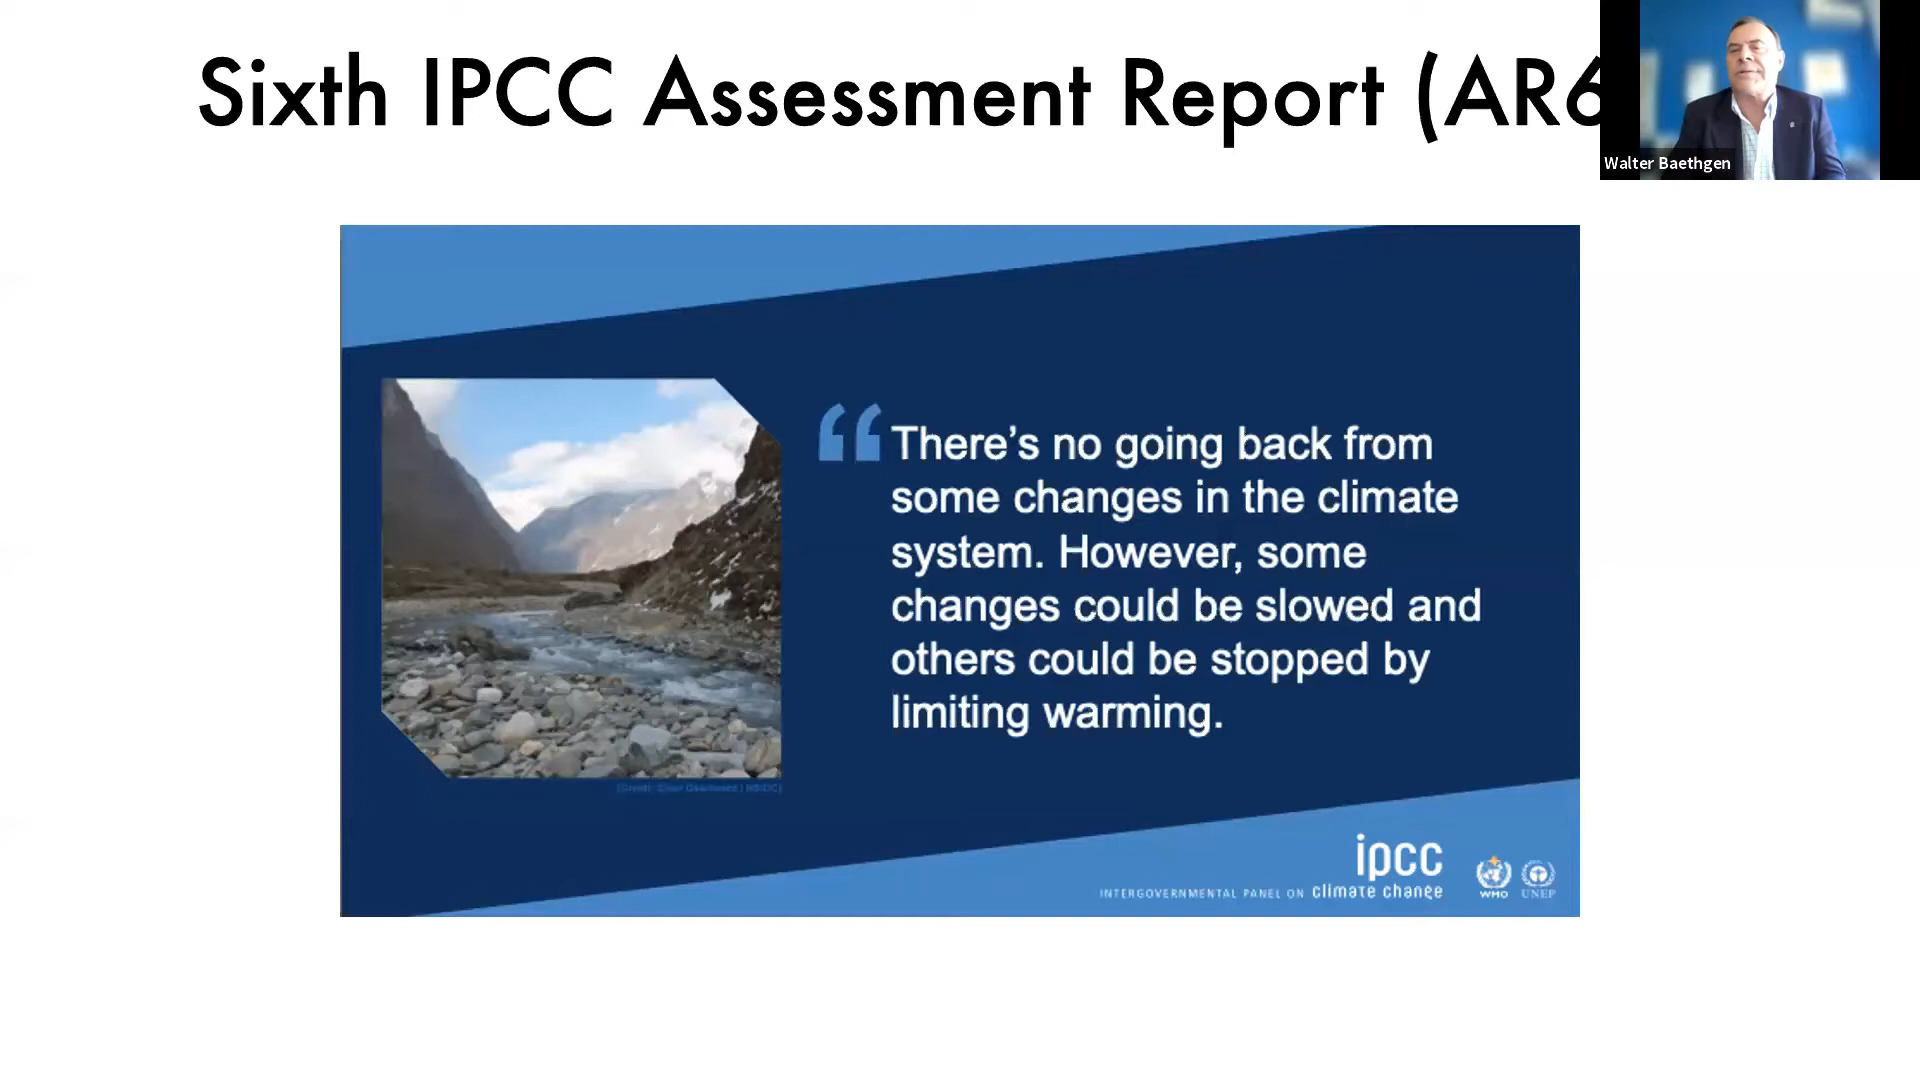 Sixth IPCC Assessment Report (AR6
Walter Baethgen
“There’s no going back from
some changes in the climate
system. However, some
changes could be slowed and
others could be stopped by
limiting warming.
ipcc
INTERGOVERNMENTAL PANEL ON climate change
WMO
UNEP